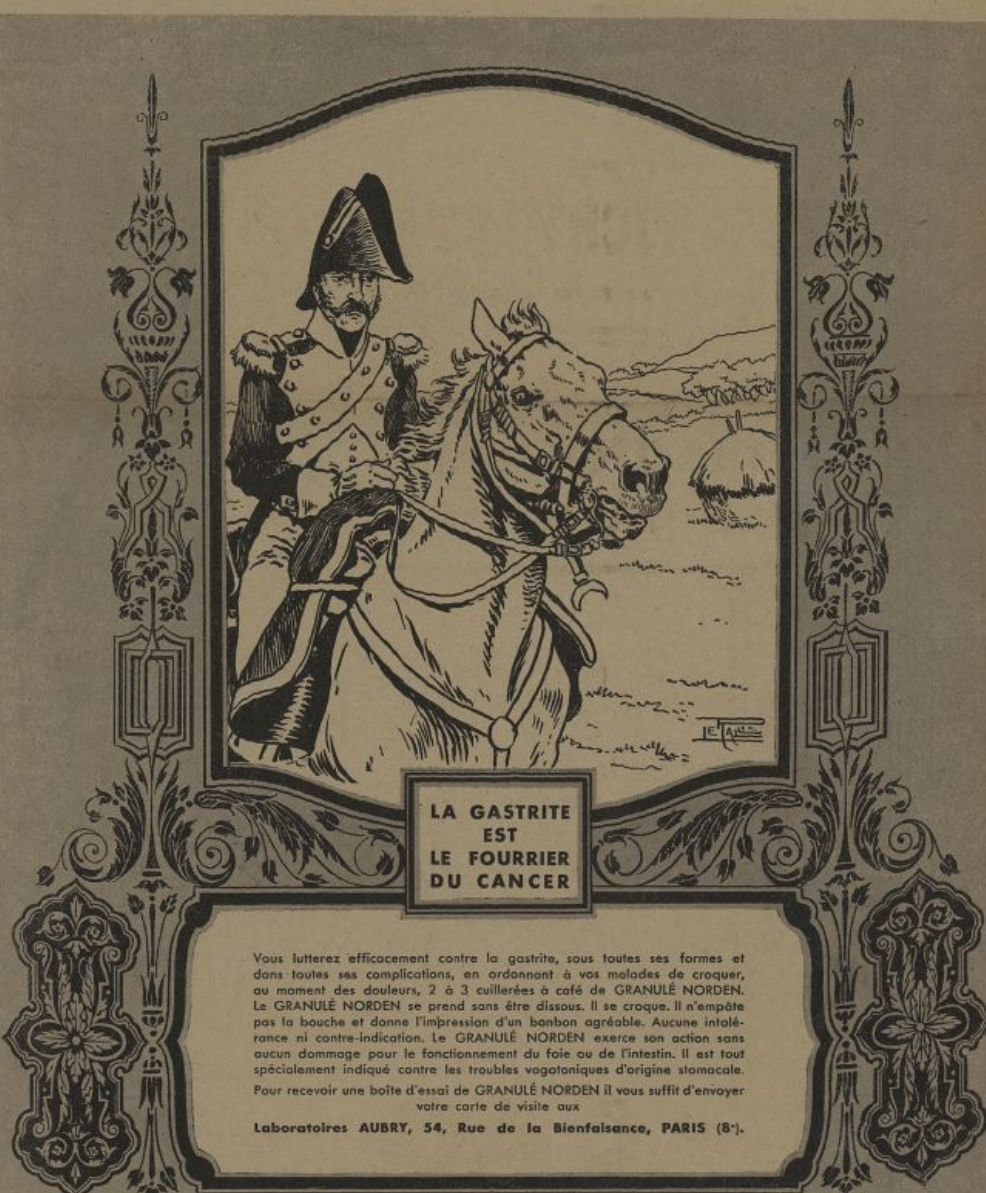 LA GASTRITE
EST
LE FOURRIER
DU CANCER
Vous lutterez efficacement contre la gastrite, sous toutes ses formes et
dans toutes ses complications, en ordonnant à vos malades de croquer,
au moment des douleurs, 2 à 3 cuillerées à café de GRANULÉ NORDEN.
Le GRANULÉ NORDEN se prend sans être dissous. Il se croque. Il n'empâte
pas la bouche et donne l'impression d'un bonbon agréable. Aucune intolé-
rance ni contre-indication. Le GRANULÉ NORDEN exerce son action sans
aucun dommage pour le fonctionnement du foie ou de l'intestin. Il est tout
spécialement indiqué contre les troubles vagotoniques d'origine stomacale.
Pour recevoir une boîte d'essai de GRANULÉ NORDEN il vous suffit d'envoyer
votre carte de visite aux
Laboratoires AUBRY, 54, Rue de la Bienfaisance, PARIS (8ᵉ).